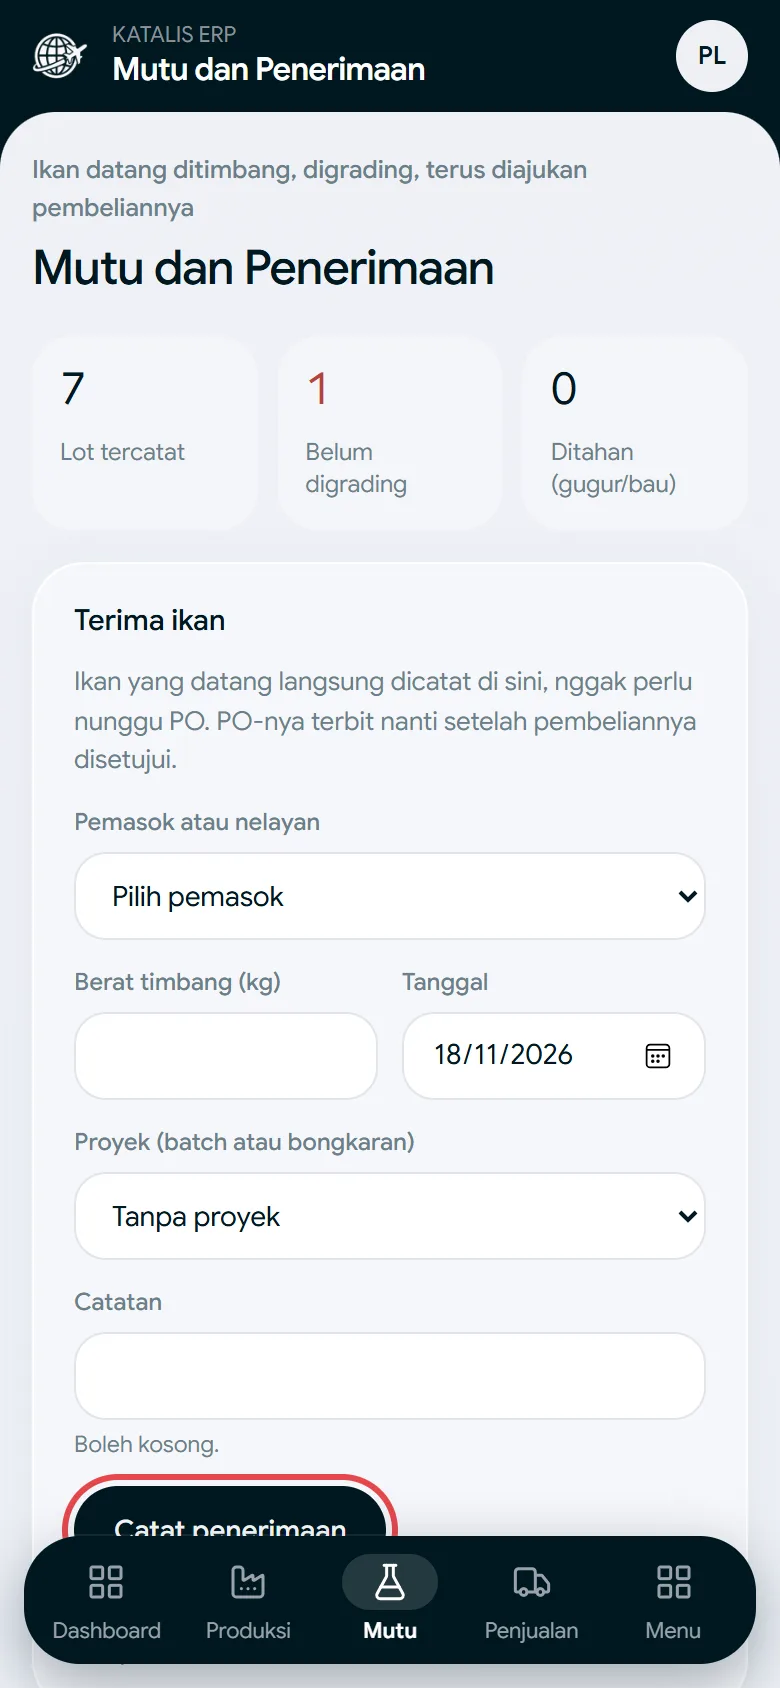 KATALIS ERP
Mutu dan Penerimaan
PL
Ikan datang ditimbang, digrading, terus diajukan
pembeliannya
Mutu dan Penerimaan
7
Lot tercatat
1
Belum
digrading
0
Ditahan
(gugur/bau)
Terima ikan
Ikan yang datang langsung dicatat di sini, nggak perlu
nunggu PO. PO-nya terbit nanti setelah pembeliannya
disetujui.
Pemasok atau nelayan
Pilih pemasok
Berat timbang (kg)
Tanggal
18/11/2026
Proyek (batch atau bongkaran)
Tanpa proyek
Catatan
Boleh kosong.
Catat penerimaan
Dashboard
Produksi
Mutu
Penjualan
Menu